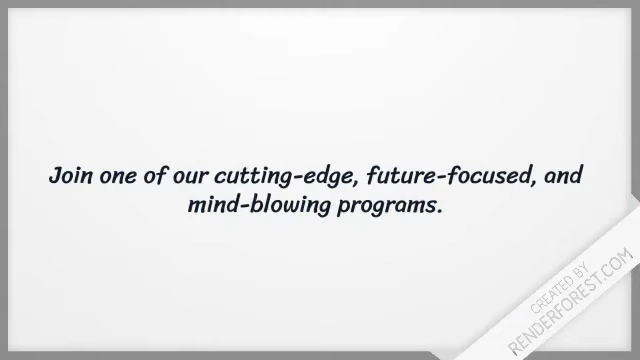 Join one of our cutting-edge, future-focused, and
mind-blowing programs.
CREATED BY
RENDERFOREST.COM